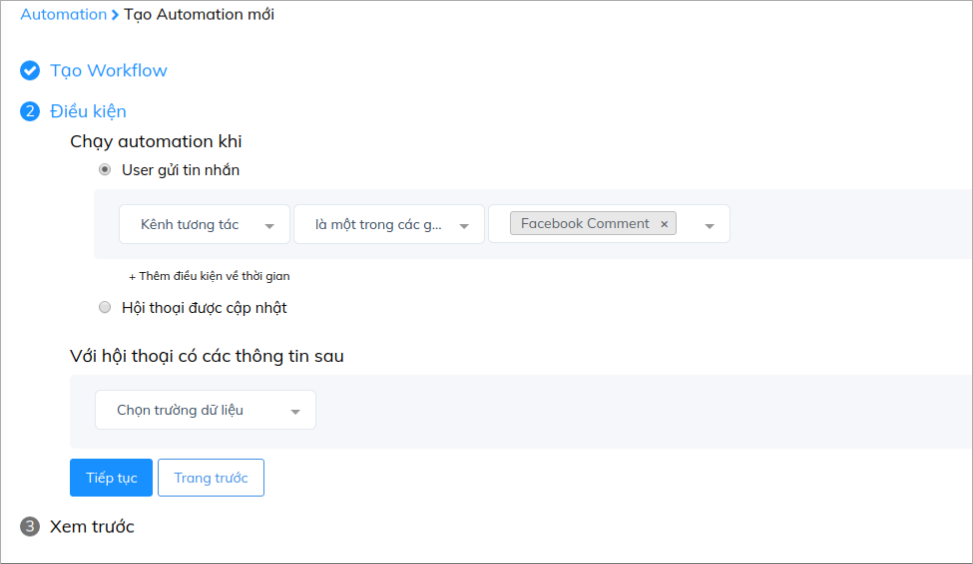 Automation > Tạo Automation mới
Tạo Workflow
2 Điều kiện
Chạy automation khi
User gửi tin nhắn
Kênh tương tác là một trong các g... Facebook Comment ×
+ Thêm điều kiện về thời gian
Hội thoại được cập nhật
Với hội thoại có các thông tin sau
Chọn trường dữ liệu
Tiếp tục Trang trước
3 Xem trước